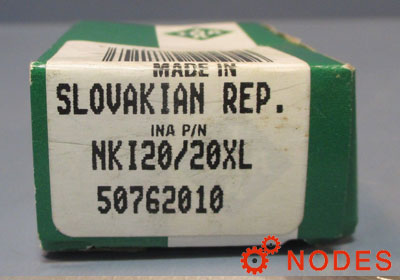 MADE IN
SLOVAKIAN REP.
INA P/N
NKI20/20XL
50762010
NODES